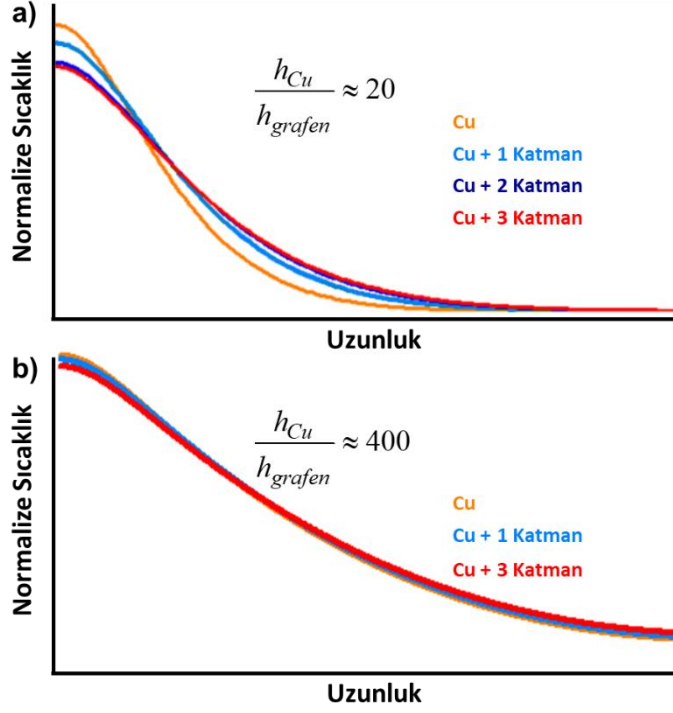 a)
Normalize Sıcaklık
h_Cu / h_grafen ≈ 20
Cu
Cu + 1 Katman
Cu + 2 Katman
Cu + 3 Katman
Uzunluk
b)
Normalize Sıcaklık
h_Cu / h_grafen ≈ 400
Cu
Cu + 1 Katman
Cu + 3 Katman
Uzunluk